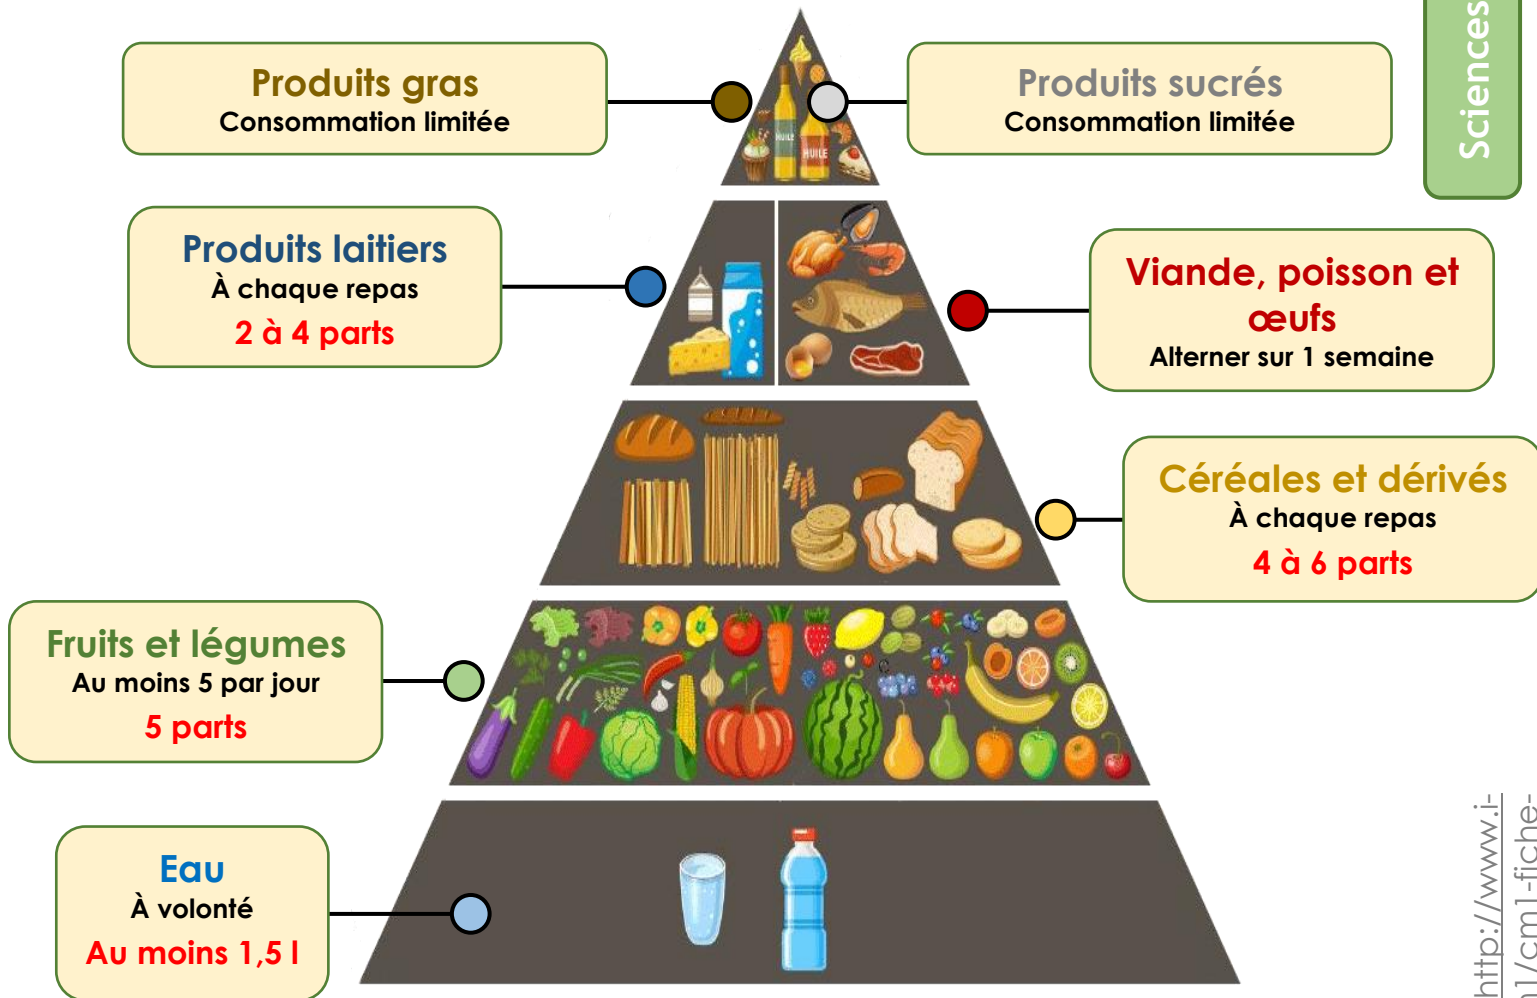 Sciences
Produits gras
Consommation limitée
Produits sucrés
Consommation limitée
HUILE
HUILE
Produits laitiers
À chaque repas
2 à 4 parts
Viande, poisson et
œufs
Alterner sur 1 semaine
Céréales et dérivés
À chaque repas
4 à 6 parts
Fruits et légumes
Au moins 5 par jour
5 parts
Eau
À volonté
Au moins 1,5 l
http://www.i-
1/cm1-fiche-